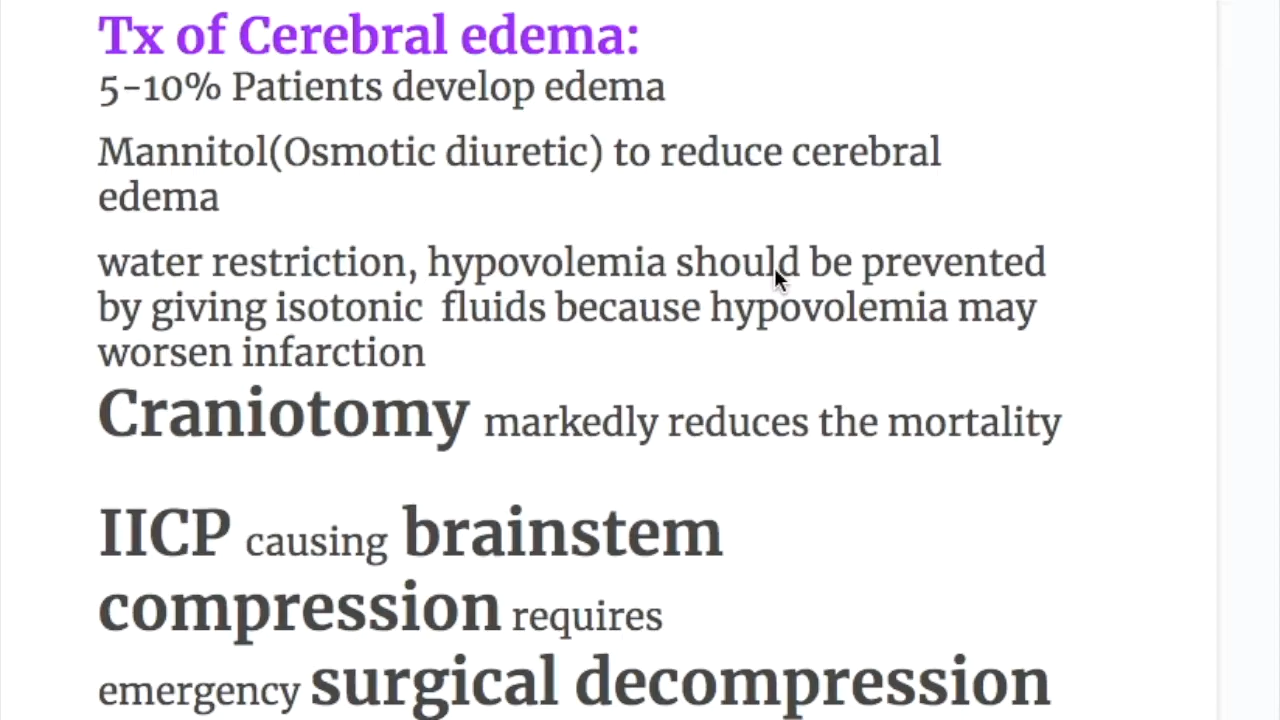 Tx of Cerebral edema:
5-10% Patients develop edema
Mannitol(Osmotic diuretic) to reduce cerebral
edema
water restriction, hypovolemia should be prevented
by giving isotonic  fluids because hypovolemia may
worsen infarction
Craniotomy markedly reduces the mortality
IICP causing brainstem
compression requires
emergency surgical decompression